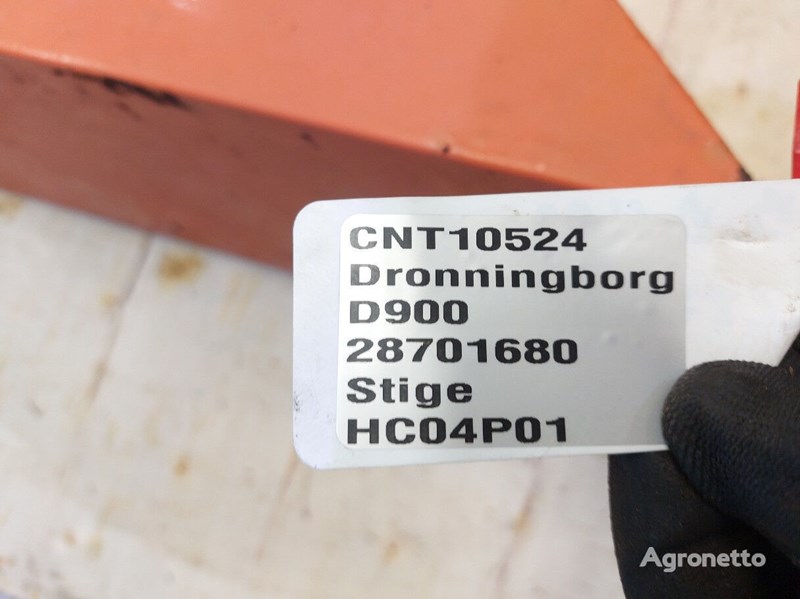 CNT10524
Dronningborg
D900
28701680
Stige
HC04P01
Agronetto